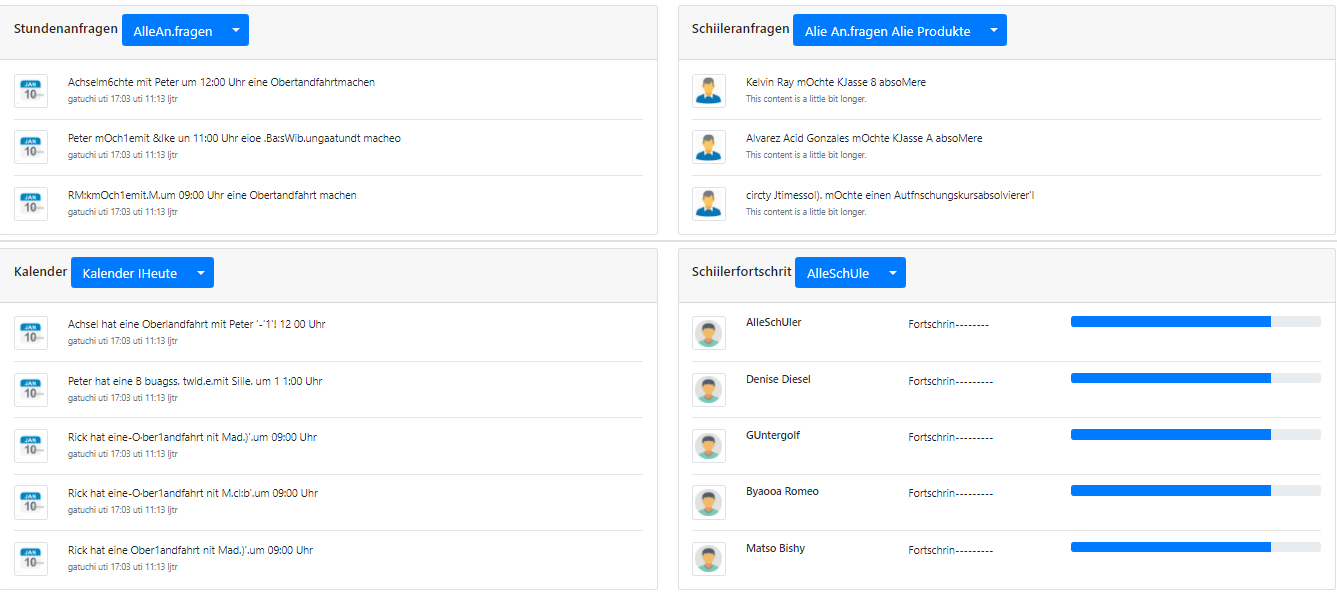 Stundenanfragen AlleAn.fragen
JAN
10
Achselm6chte mit Peter um 12:00 Uhr eine Obertandfahrtmachen
gatuchi uti 17:03 uti 11:13 ljtr
JAN
10
Peter mOch1emit &Ike un 11:00 Uhr eioe .Ba:sWib.ungaatundt macheo
gatuchi uti 17:03 uti 11:13 ljtr
JAN
10
RM:kmOch1emit.M.um 09:00 Uhr eine Obertandfahrt machen
gatuchi uti 17:03 uti 11:13 ljtr
Schiileranfragen Alie An.fragen Alie Produkte
Kelvin Ray mOchte KJasse 8 absoMere
This content is a little bit longer.
Alvarez Acid Gonzales mOchte KJasse A absoMere
This content is a little bit longer.
circty Jtimessol). mOchte einen Autfnschungskursabsolvierer'l
This content is a little bit longer.
Kalender Kalender IHeute
JAN
10
Achsel hat eine Oberlandfahrt mit Peter '-'1'! 12 00 Uhr
gatuchi uti 17:03 uti 11:13 ljtr
JAN
10
Peter hat eine B buagss. twld.e.mit Sille. um 1 1:00 Uhr
gatuchi uti 17:03 uti 11:13 ljtr
JAN
10
Rick hat eine-O·ber1andfahrt nit Mad.)'.um 09:00 Uhr
gatuchi uti 17:03 uti 11:13 ljtr
JAN
10
Rick hat eine-O·ber1andfahrt nit M.cl:b'.um 09:00 Uhr
gatuchi uti 17:03 uti 11:13 ljtr
JAN
10
Rick hat eine Ober1andfahrt nit Mad.)'.um 09:00 Uhr
gatuchi uti 17:03 uti 11:13 ljtr
Schiilerfortschrit AlleSchUle
AlleSchUler Fortschrin--------
Denise Diesel Fortschrin---------
GUntergolf Fortschrin---------
Byaooa Romeo Fortschrin---------
Matso Bishy Fortschrin---------